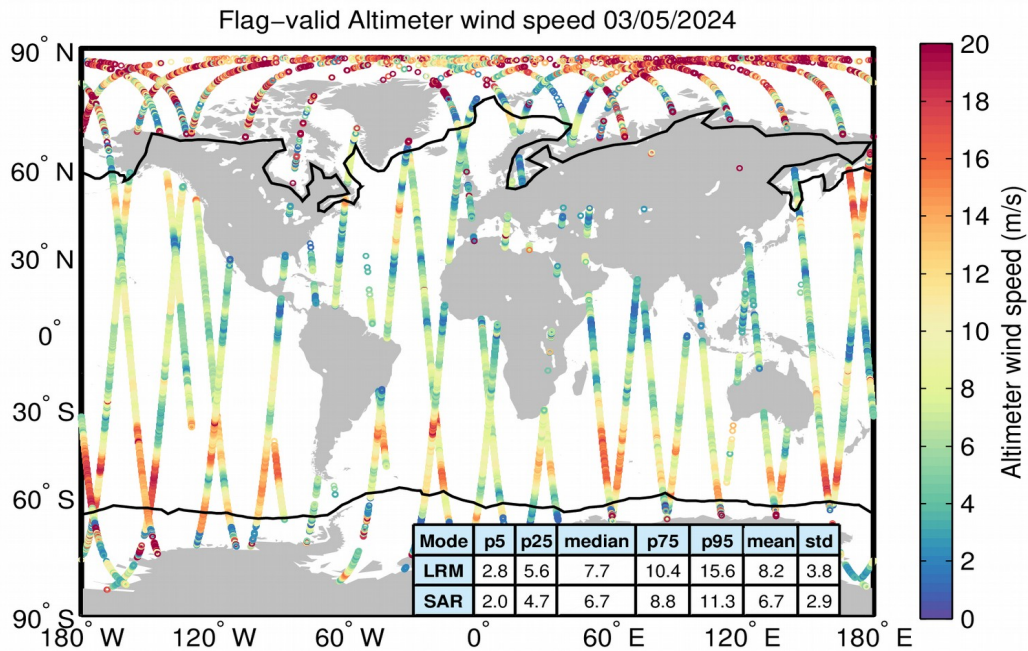 Flag−valid Altimeter wind speed 03/05/2024
90° N
60° N
30° N
0°
30° S
60° S
90° S
180° W
120° W
60° W
0°
60° E
120° E
180° E
Mode p5 p25 median p75 p95 mean std
LRM 2.8 5.6 7.7 10.4 15.6 8.2 3.8
SAR 2.0 4.7 6.7 8.8 11.3 6.7 2.9
20
18
16
14
12
10
8
6
4
2
0
Altimeter wind speed (m/s)